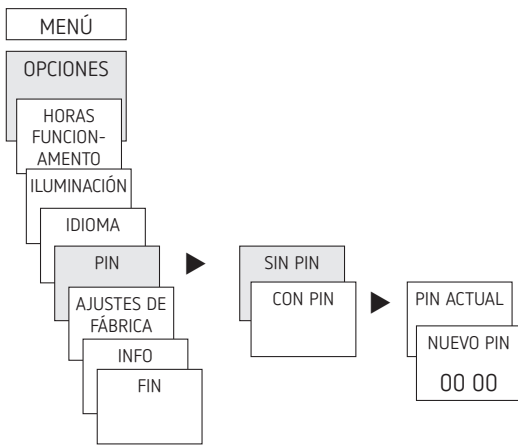 MENÚ
OPCIONES
HORAS
FUNCION-
AMENTO
ILUMINACIÓN
IDIOMA
PIN
AJUSTES DE
FÁBRICA
INFO
FIN
SIN PIN
CON PIN
PIN ACTUAL
NUEVO PIN
00 00